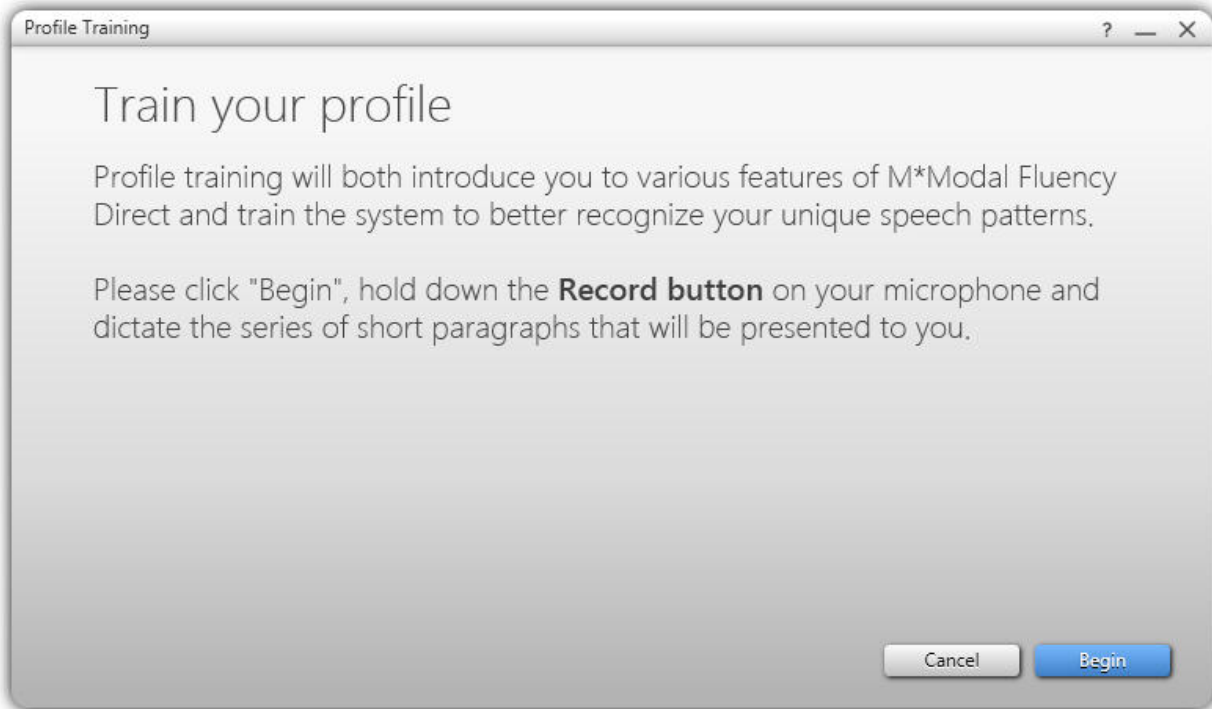 Profile Training
Train your profile
Profile training will both introduce you to various features of M*Modal Fluency
Direct and train the system to better recognize your unique speech patterns.
Please click "Begin", hold down the Record button on your microphone and
dictate the series of short paragraphs that will be presented to you.
Cancel
Begin